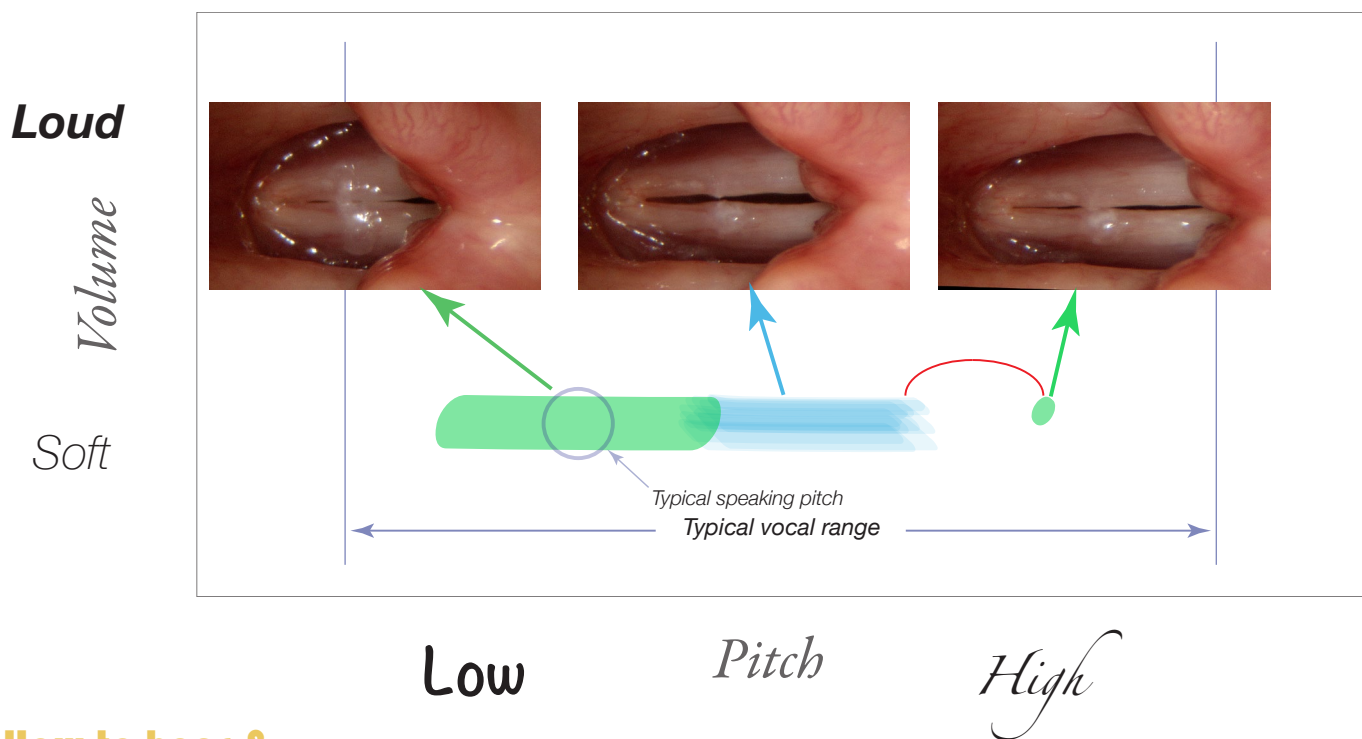 Loud
Volume
Soft
Typical speaking pitch
Typical vocal range
Low
Pitch
High